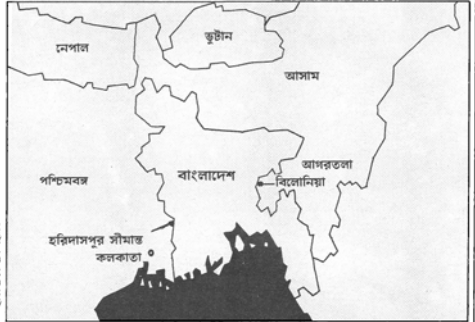 নেপাল
ভুটান
আসাম
আগরতলা
বিলোনিয়া
বাংলাদেশ
পশ্চিমবঙ্গ
হরিদাসপুর সীমান্ত
কলকাতা